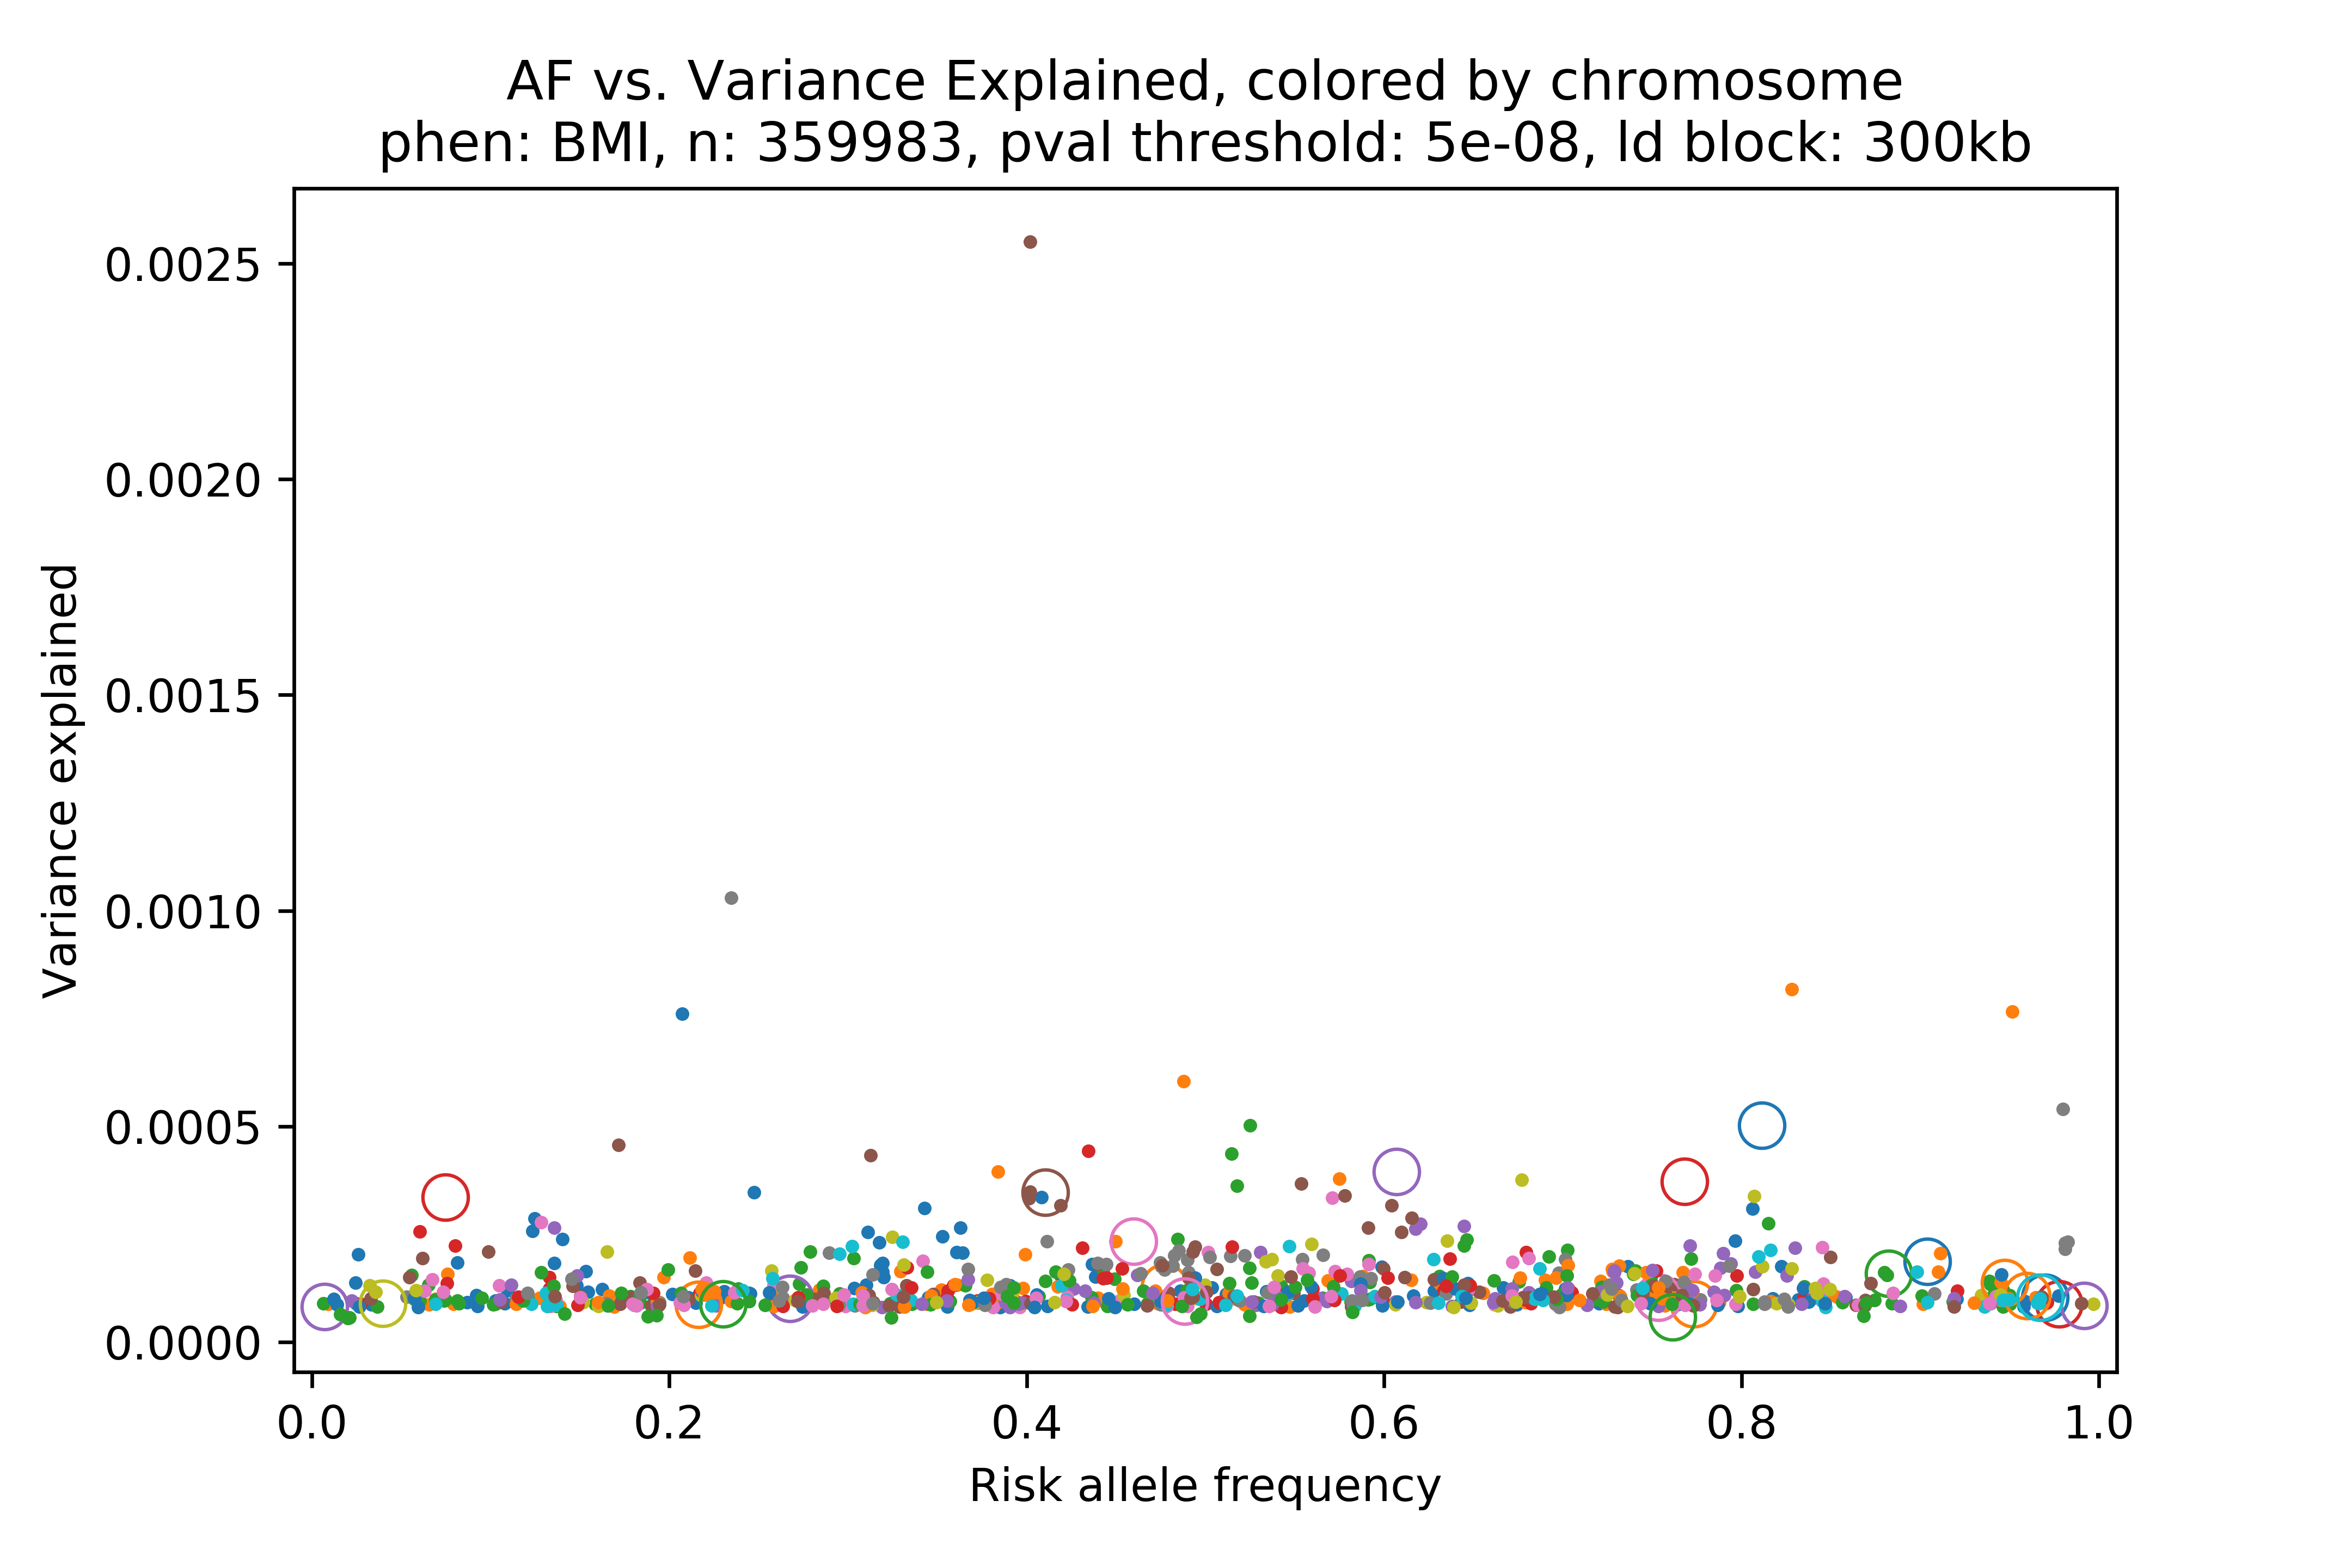 AF vs. Variance Explained, colored by chromosome
phen: BMI, n: 359983, pval threshold: 5e-08, ld block: 300kb
Variance explained
0.0025
0.0020
0.0015
0.0010
0.0005
0.0000
0.0 0.2 0.4 0.6 0.8 1.0
Risk allele frequency